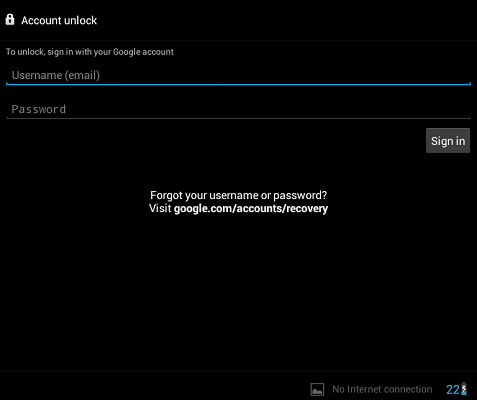 Account unlock
To unlock, sign in with your Google account
Username (email)
Password
Sign in
Forgot your username or password?
Visit google.com/accounts/recovery
No Internet connection 22